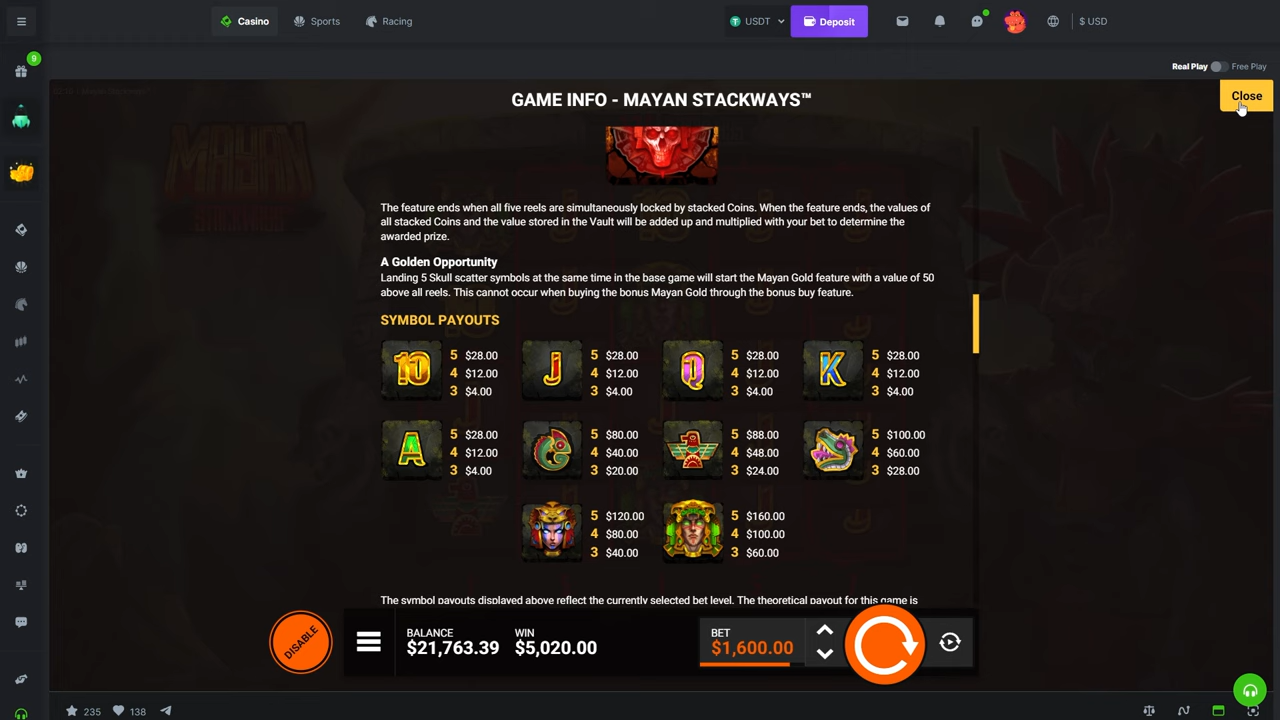 Casino
Sports
Racing
USDT
Deposit
$ USD
9
Real Play
Free Play
GAME INFO - MAYAN STACKWAYS™
Close
MAYAN
STACKWAYS
The feature ends when all five reels are simultaneously locked by stacked Coins. When the feature ends, the values of
all stacked Coins and the value stored in the Vault will be added up and multiplied with your bet to determine the
awarded prize.
A Golden Opportunity
Landing 5 Skull scatter symbols at the same time in the base game will start the Mayan Gold feature with a value of 50
above all reels. This cannot occur when buying the bonus Mayan Gold through the bonus buy feature.
SYMBOL PAYOUTS
10 5 $28.00 4 $12.00 3 $4.00
J 5 $28.00 4 $12.00 3 $4.00
Q 5 $28.00 4 $12.00 3 $4.00
K 5 $28.00 4 $12.00 3 $4.00
A 5 $28.00 4 $12.00 3 $4.00
5 $80.00 4 $40.00 3 $20.00
5 $88.00 4 $48.00 3 $24.00
5 $100.00 4 $60.00 3 $28.00
5 $120.00 4 $80.00 3 $40.00
5 $160.00 4 $100.00 3 $60.00
The symbol payouts displayed above reflect the currently selected bet level. The theoretical payout for this game is
DISABLE
BALANCE
$21,763.39
WIN
$5,020.00
BET
$1,600.00
235
138